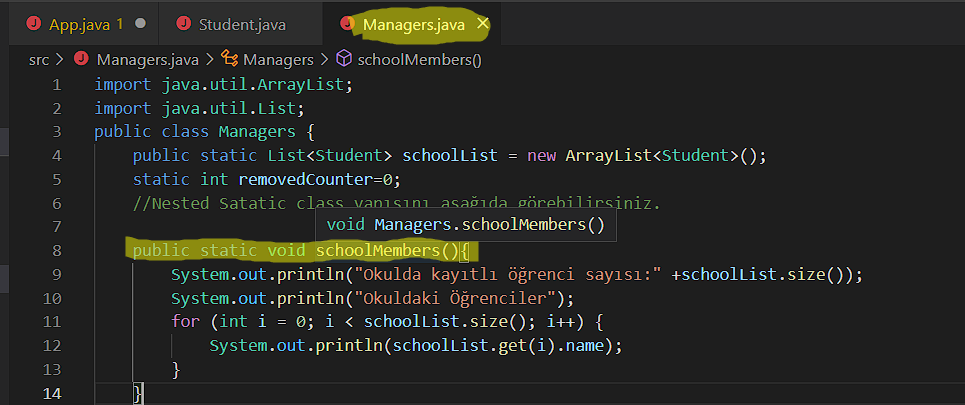 App.java 1 Student.java Managers.java
src > Managers.java > Managers > schoolMembers()
1 import java.util.ArrayList;
2 import java.util.List;
3 public class Managers {
4 public static List<Student> schoolList = new ArrayList<Student>();
5 static int removedCounter=0;
6 //Nested Satatic class yapısını aşağıda görebilirsiniz.
7 void Managers.schoolMembers()
8 public static void schoolMembers(){
9 System.out.println("Okulda kayıtlı öğrenci sayısı:" +schoolList.size());
10 System.out.println("Okuldaki Öğrenciler");
11 for (int i = 0; i < schoolList.size(); i++) {
12 System.out.println(schoolList.get(i).name);
13 }
14 }